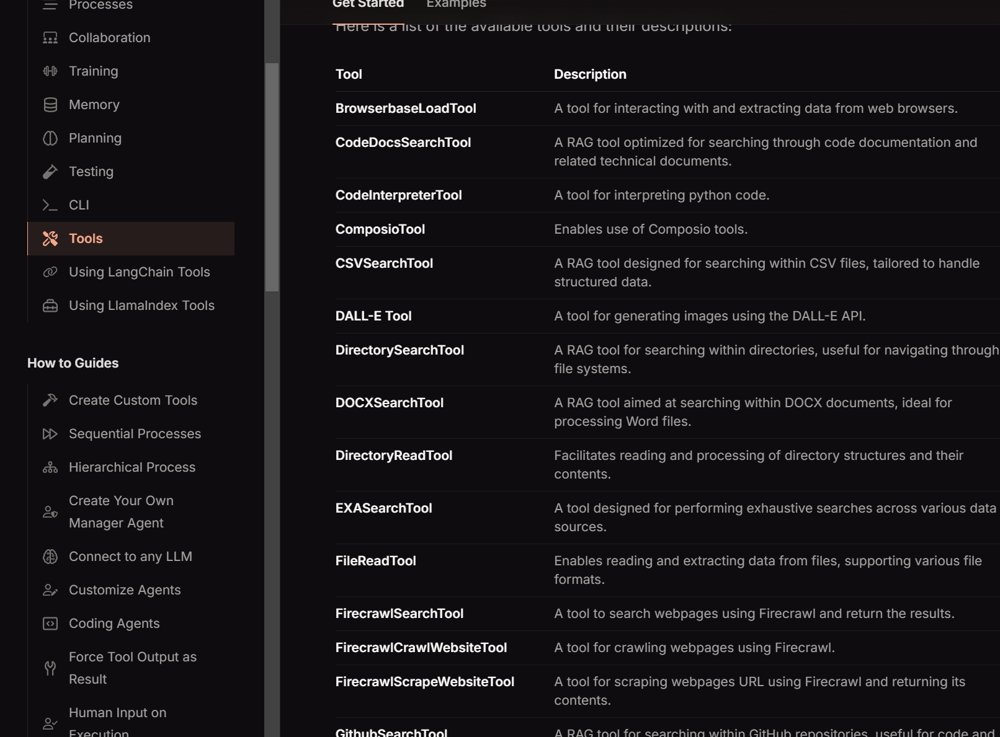 Processes
Collaboration
Training
Memory
Planning
Testing
CLI
Tools
Using LangChain Tools
Using LlamaIndex Tools
How to Guides
Create Custom Tools
Sequential Processes
Hierarchical Process
Create Your Own
Manager Agent
Connect to any LLM
Customize Agents
Coding Agents
Force Tool Output as
Result
Human Input on
Execution
Get Started Examples
Here is a list of the available tools and their descriptions:
Tool Description
BrowserbaseLoadTool A tool for interacting with and extracting data from web browsers.
CodeDocsSearchTool A RAG tool optimized for searching through code documentation and
related technical documents.
CodeInterpreterTool A tool for interpreting python code.
ComposioTool Enables use of Composio tools.
CSVSearchTool A RAG tool designed for searching within CSV files, tailored to handle
structured data.
DALL-E Tool A tool for generating images using the DALL-E API.
DirectorySearchTool A RAG tool for searching within directories, useful for navigating through
file systems.
DOCXSearchTool A RAG tool aimed at searching within DOCX documents, ideal for
processing Word files.
DirectoryReadTool Facilitates reading and processing of directory structures and their
contents.
EXASearchTool A tool designed for performing exhaustive searches across various data
sources.
FileReadTool Enables reading and extracting data from files, supporting various file
formats.
FirecrawlSearchTool A tool to search webpages using Firecrawl and return the results.
FirecrawlCrawlWebsiteTool A tool for crawling webpages using Firecrawl.
FirecrawlScrapeWebsiteTool A tool for scraping webpages URL using Firecrawl and returning its
contents.
GithubSearchTool A RAG tool for searching within GitHub repositories, useful for code and